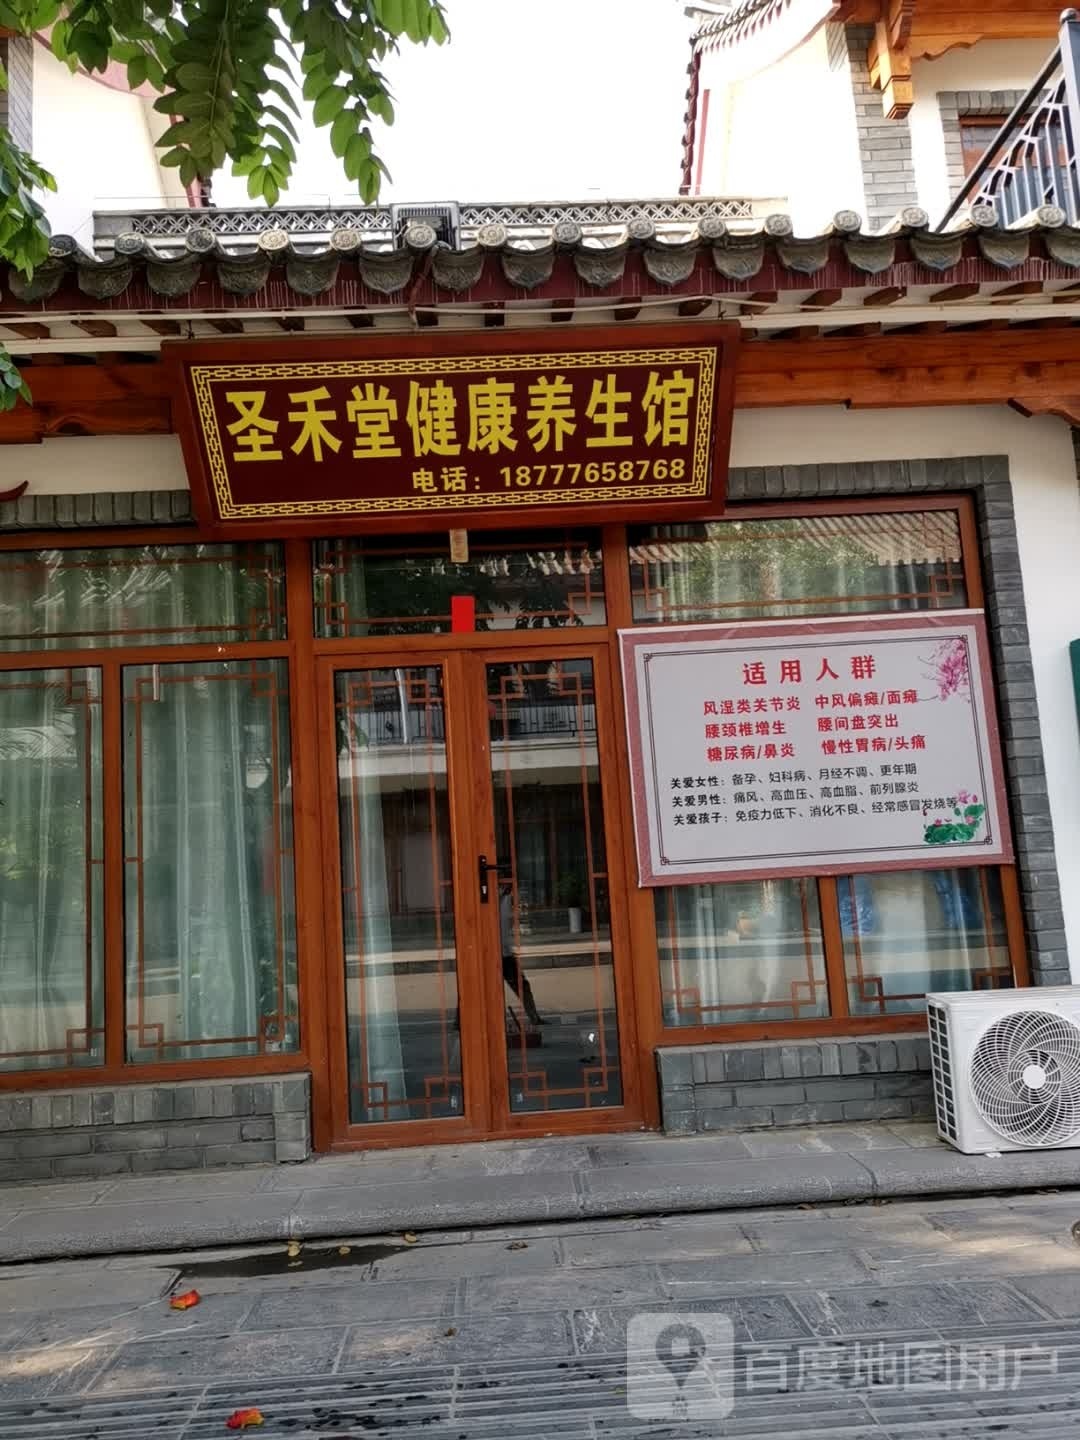 圣禾堂健康养生馆
电话：18777658768
适用人群
风湿类关节炎 中风偏瘫/面瘫
腰颈椎增生 腰间盘突出
糖尿病/鼻炎 慢性胃病/头痛
关爱女性：备孕、妇科病、月经不调、更年期
关爱男性：痛风、高血压、高血脂、前列腺炎
关爱孩子：免疫力低下、消化不良、经常感冒发烧等
百度地图用户